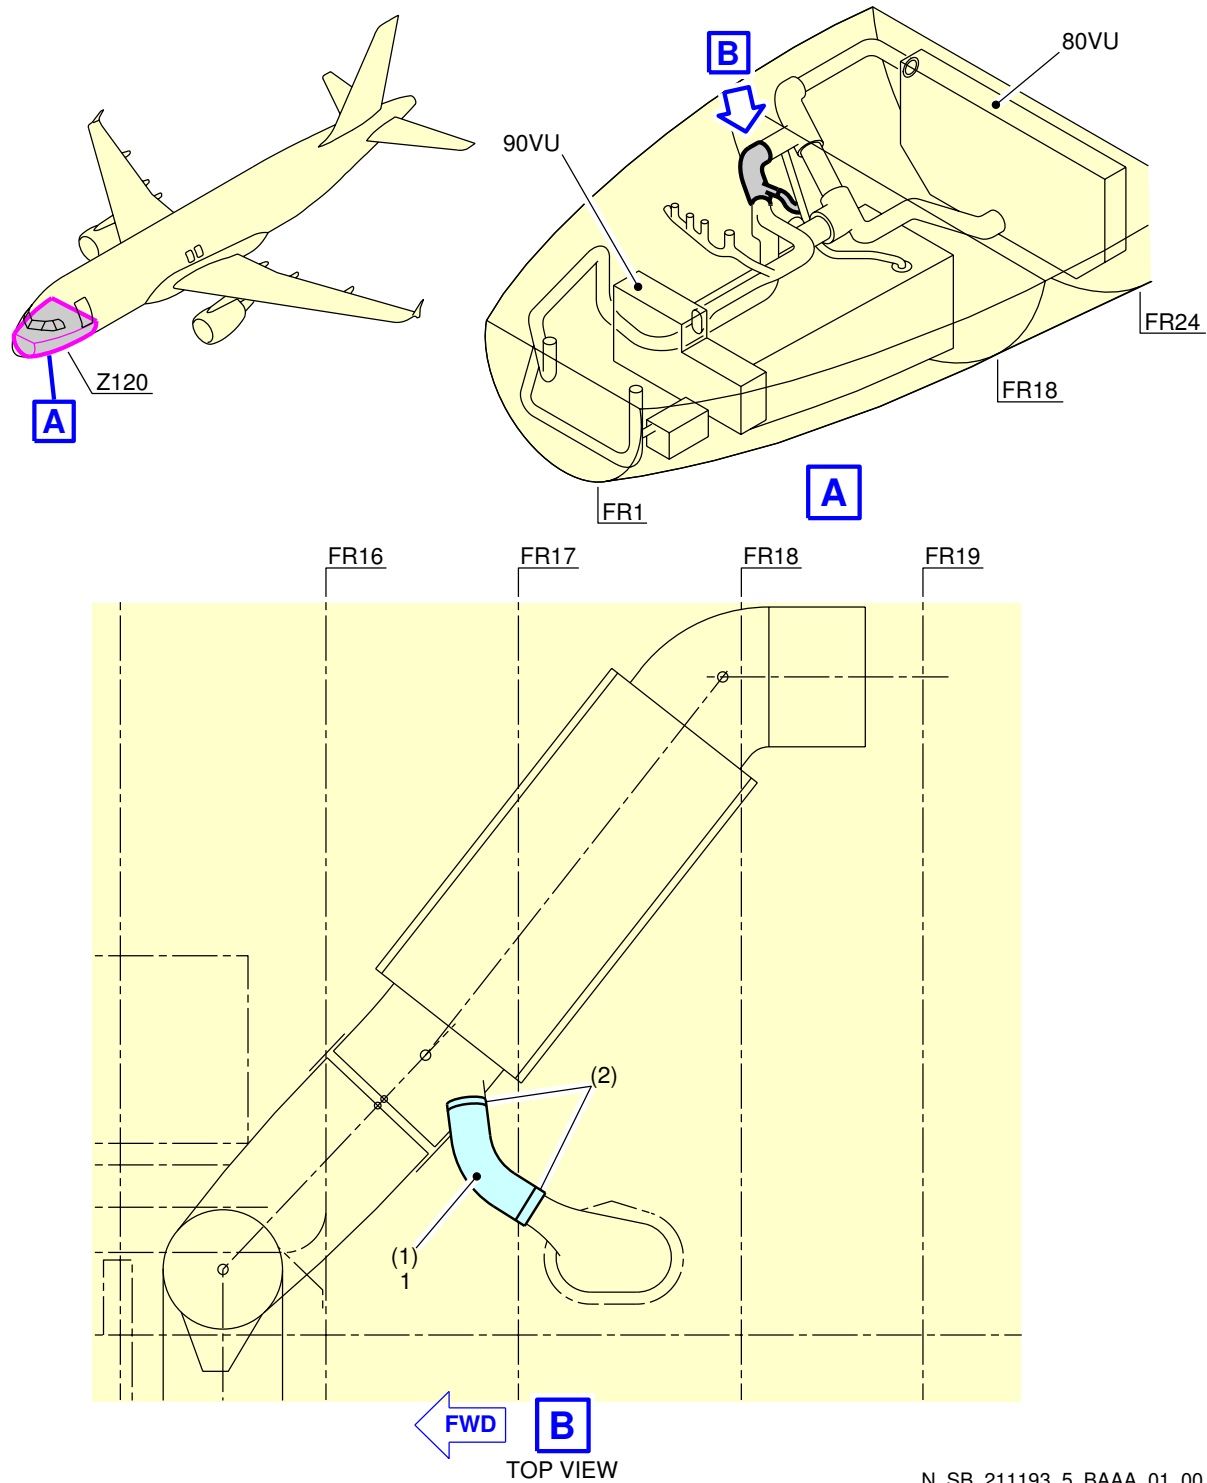 B
80VU
90VU
Z120
A
FR24
FR18
FR1
A
FR16
FR17
FR18
FR19
(2)
(1)
1
FWD
B
TOP VIEW
N_SB_211193_5_BAAA_01_00